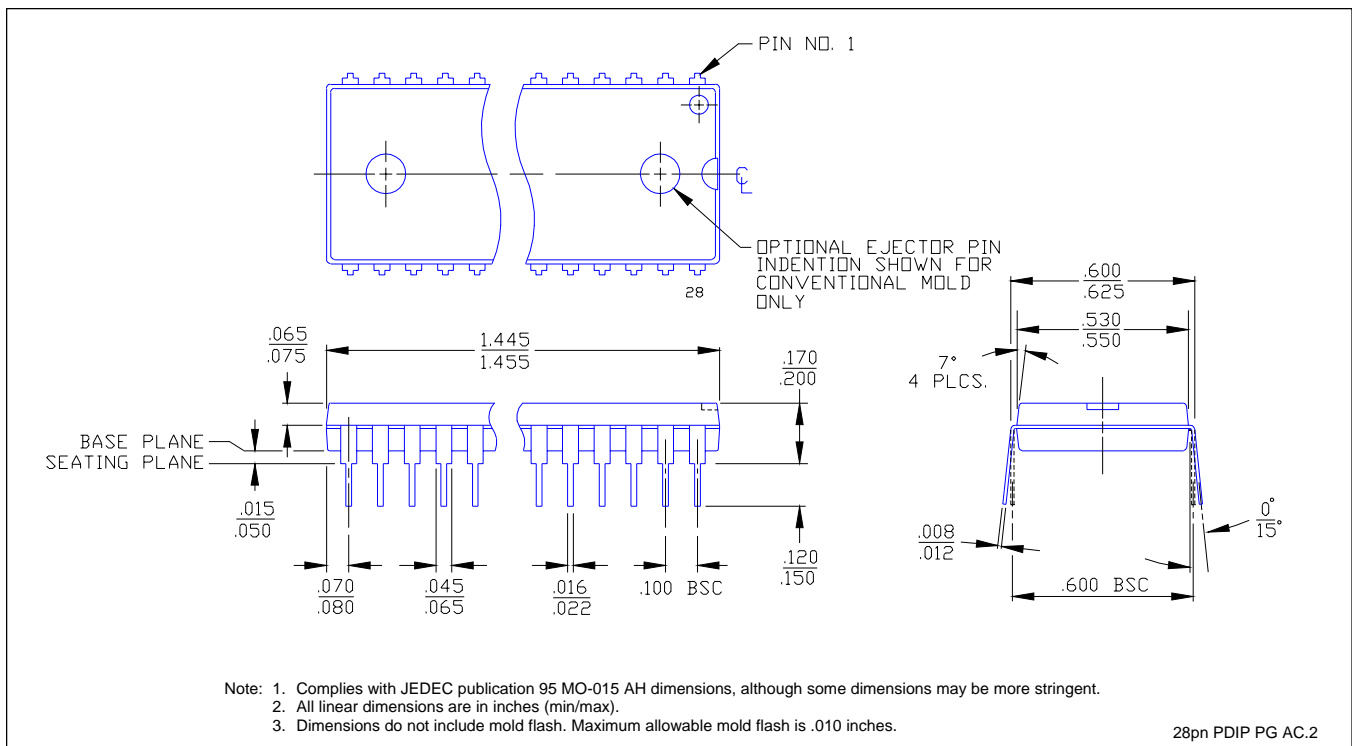 PIN NO. 1
OPTIONAL EJECTOR PIN
INDENTION SHOWN FOR
CONVENTIONAL MOLD
ONLY
28
℄
.600
.625
.530
.550
7°
4 PLCS.
.065
.075
1.445
1.455
.170
.200
BASE PLANE
SEATING PLANE
.015
.050
.070
.080
.045
.065
.016
.022
.100 BSC
.120
.150
.008
.012
0°
15°
.600 BSC
Note: 1. Complies with JEDEC publication 95 MO-015 AH dimensions, although some dimensions may be more stringent.
2. All linear dimensions are in inches (min/max).
3. Dimensions do not include mold flash. Maximum allowable mold flash is .010 inches.
28pn PDIP PG AC.2